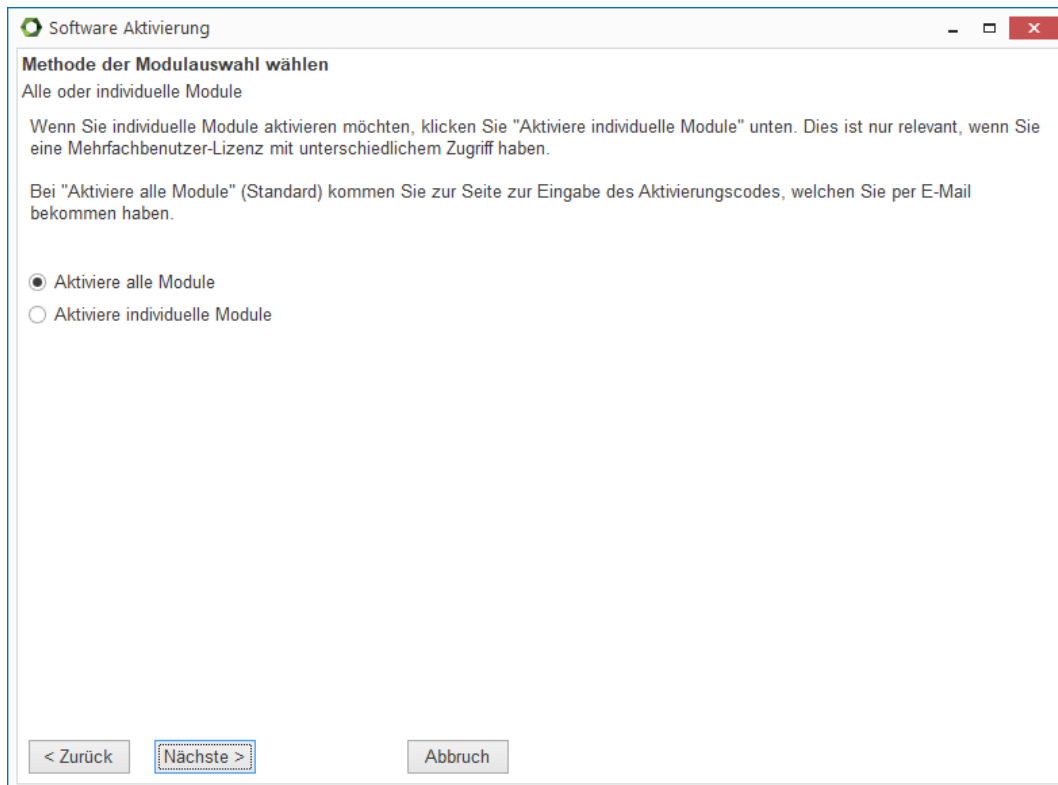 Software Aktivierung
Methode der Modulauswahl wählen
Alle oder individuelle Module
Wenn Sie individuelle Module aktivieren möchten, klicken Sie "Aktiviere individuelle Module" unten. Dies ist nur relevant, wenn Sie
eine Mehrfachbenutzer-Lizenz mit unterschiedlichem Zugriff haben.
Bei "Aktiviere alle Module" (Standard) kommen Sie zur Seite zur Eingabe des Aktivierungscodes, welchen Sie per E-Mail
bekommen haben.
Aktiviere alle Module
Aktiviere individuelle Module
< Zurück Nächste > Abbruch